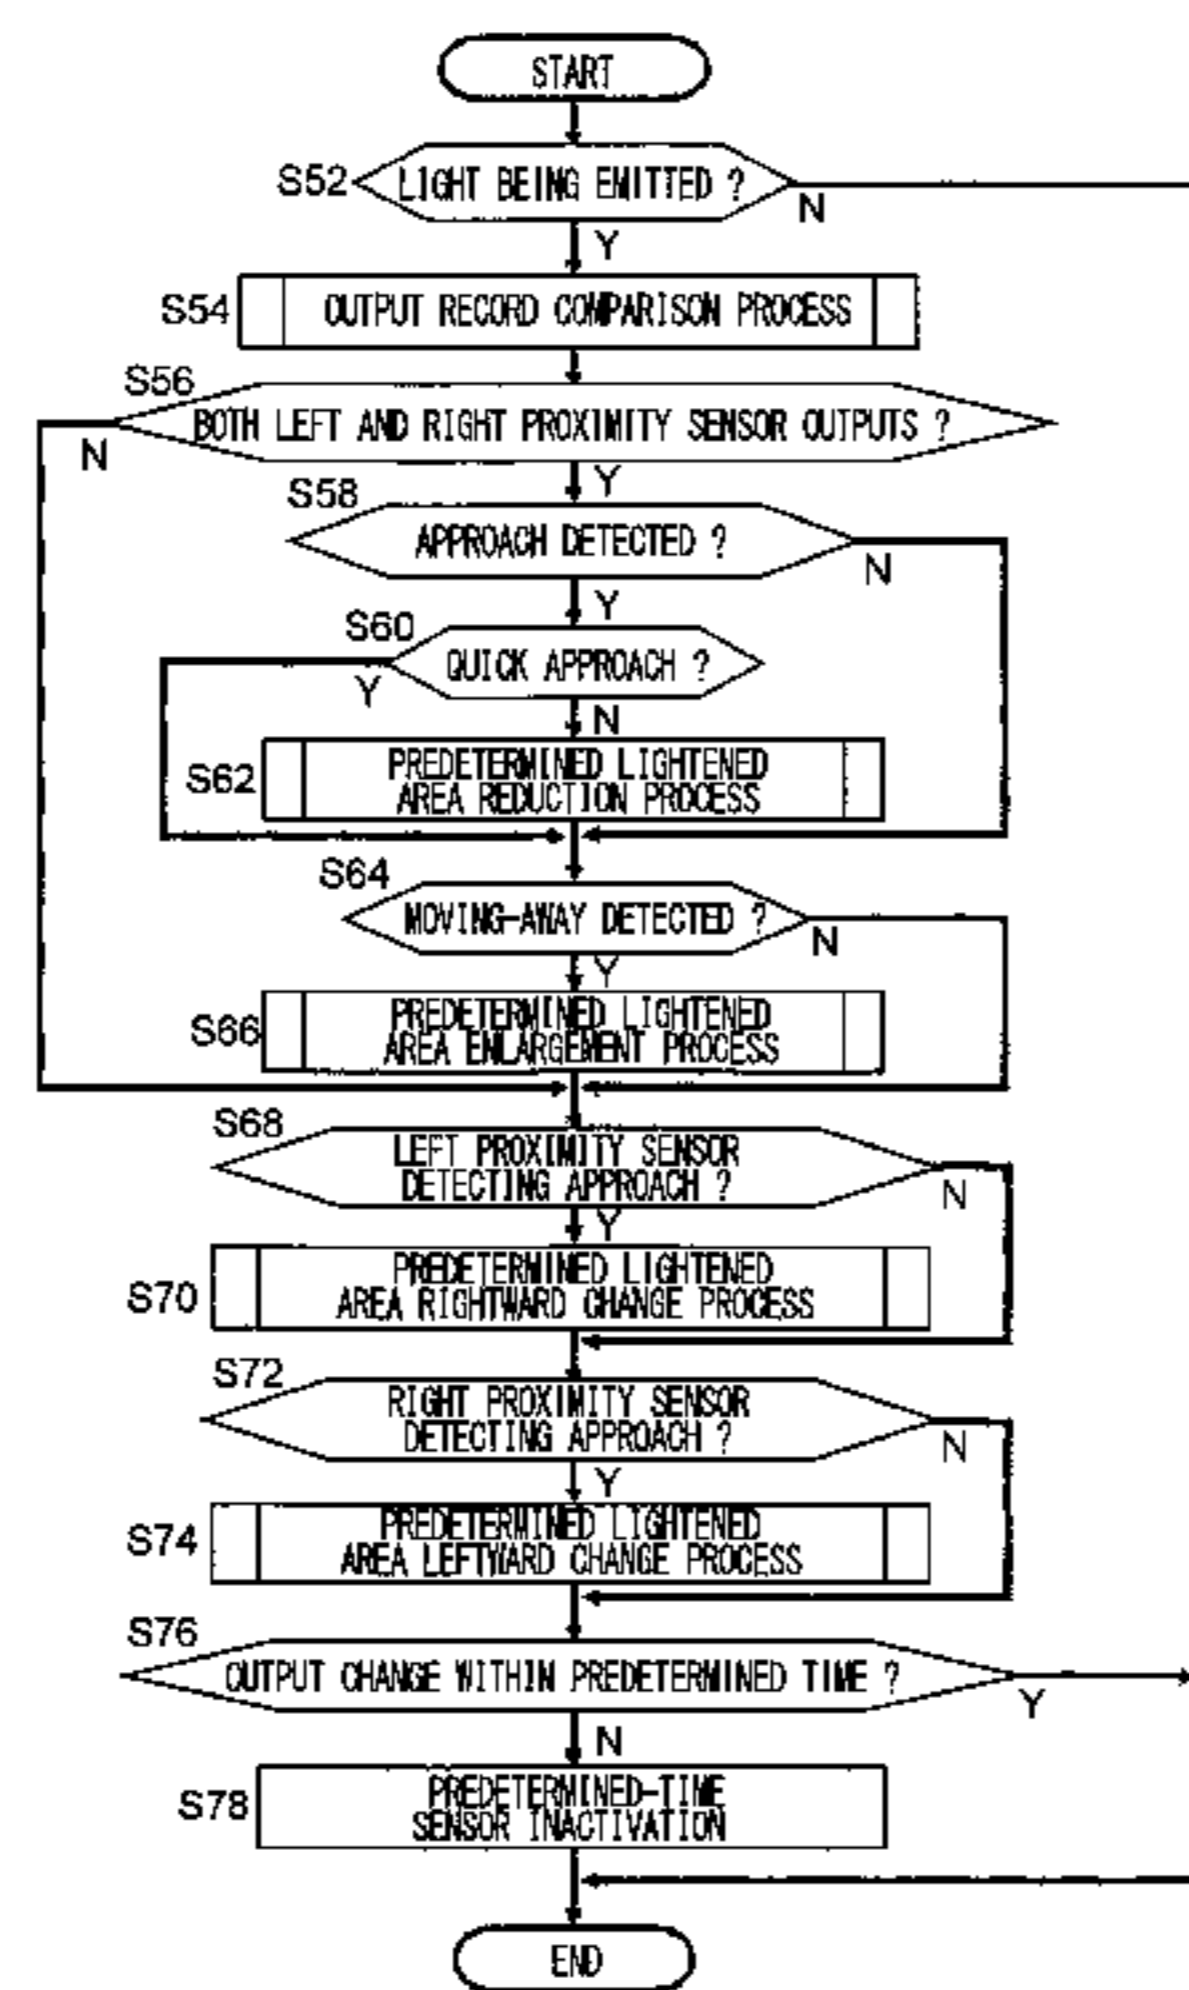 START
S52
LIGHT BEING EMITTED ?
N
Y
S54
OUTPUT RECORD COMPARISON PROCESS
S56
BOTH LEFT AND RIGHT PROXIMITY SENSOR OUTPUTS ?
N
Y
S58
APPROACH DETECTED ?
N
Y
S60
QUICK APPROACH ?
Y
N
S62
PREDETERMINED LIGHTENED
AREA REDUCTION PROCESS
S64
MOVING-AWAY DETECTED ?
N
Y
S66
PREDETERMINED LIGHTENED
AREA ENLARGEMENT PROCESS
S68
LEFT PROXIMITY SENSOR
DETECTING APPROACH ?
N
Y
S70
PREDETERMINED LIGHTENED
AREA RIGHTWARD CHANGE PROCESS
S72
RIGHT PROXIMITY SENSOR
DETECTING APPROACH ?
N
Y
S74
PREDETERMINED LIGHTENED
AREA LEFTWARD CHANGE PROCESS
S76
OUTPUT CHANGE WITHIN PREDETERMINED TIME ?
Y
N
S78
PREDETERMINED-TIME
SENSOR INACTIVATION
END